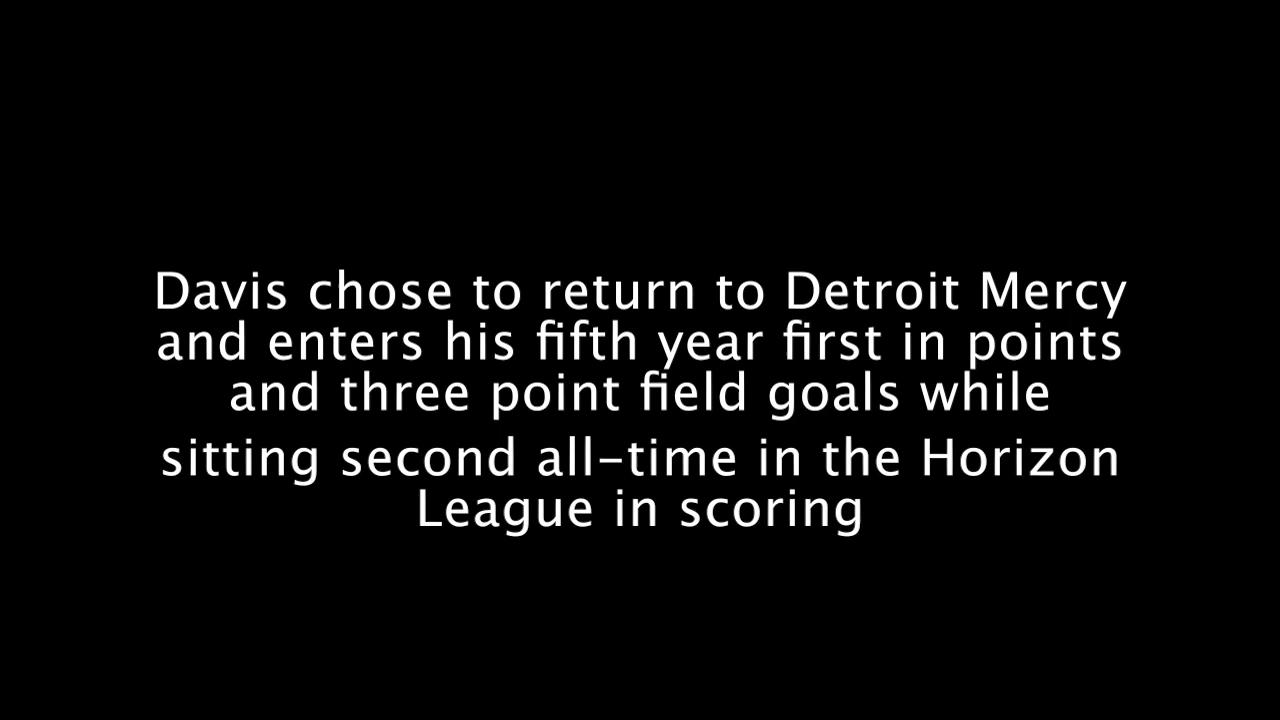 Davis chose to return to Detroit Mercy
and enters his fifth year first in points
and three point field goals while
sitting second all-time in the Horizon
League in scoring